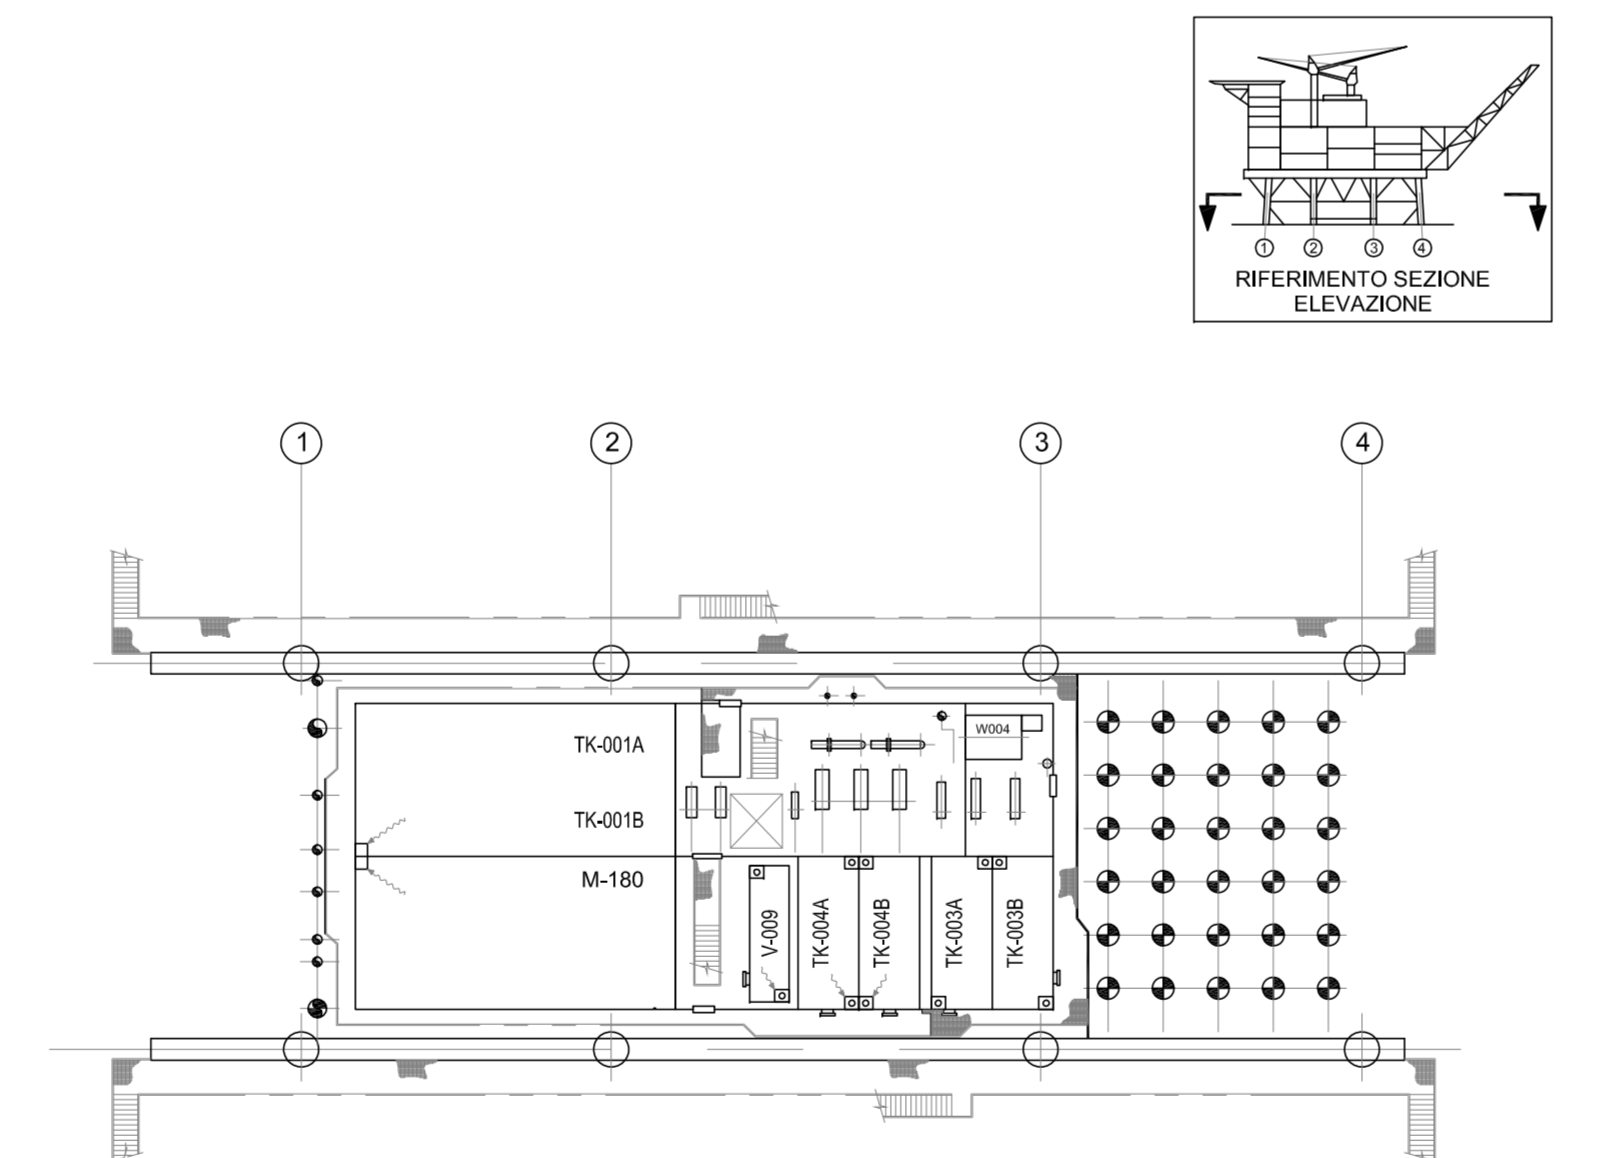 1 2 3 4
RIFERIMENTO SEZIONE
ELEVAZIONE
1 2 3 4
TK-001A
W004
TK-001B
M-180
V-009
TK-004A
TK-004B
TK-003A
TK-003B